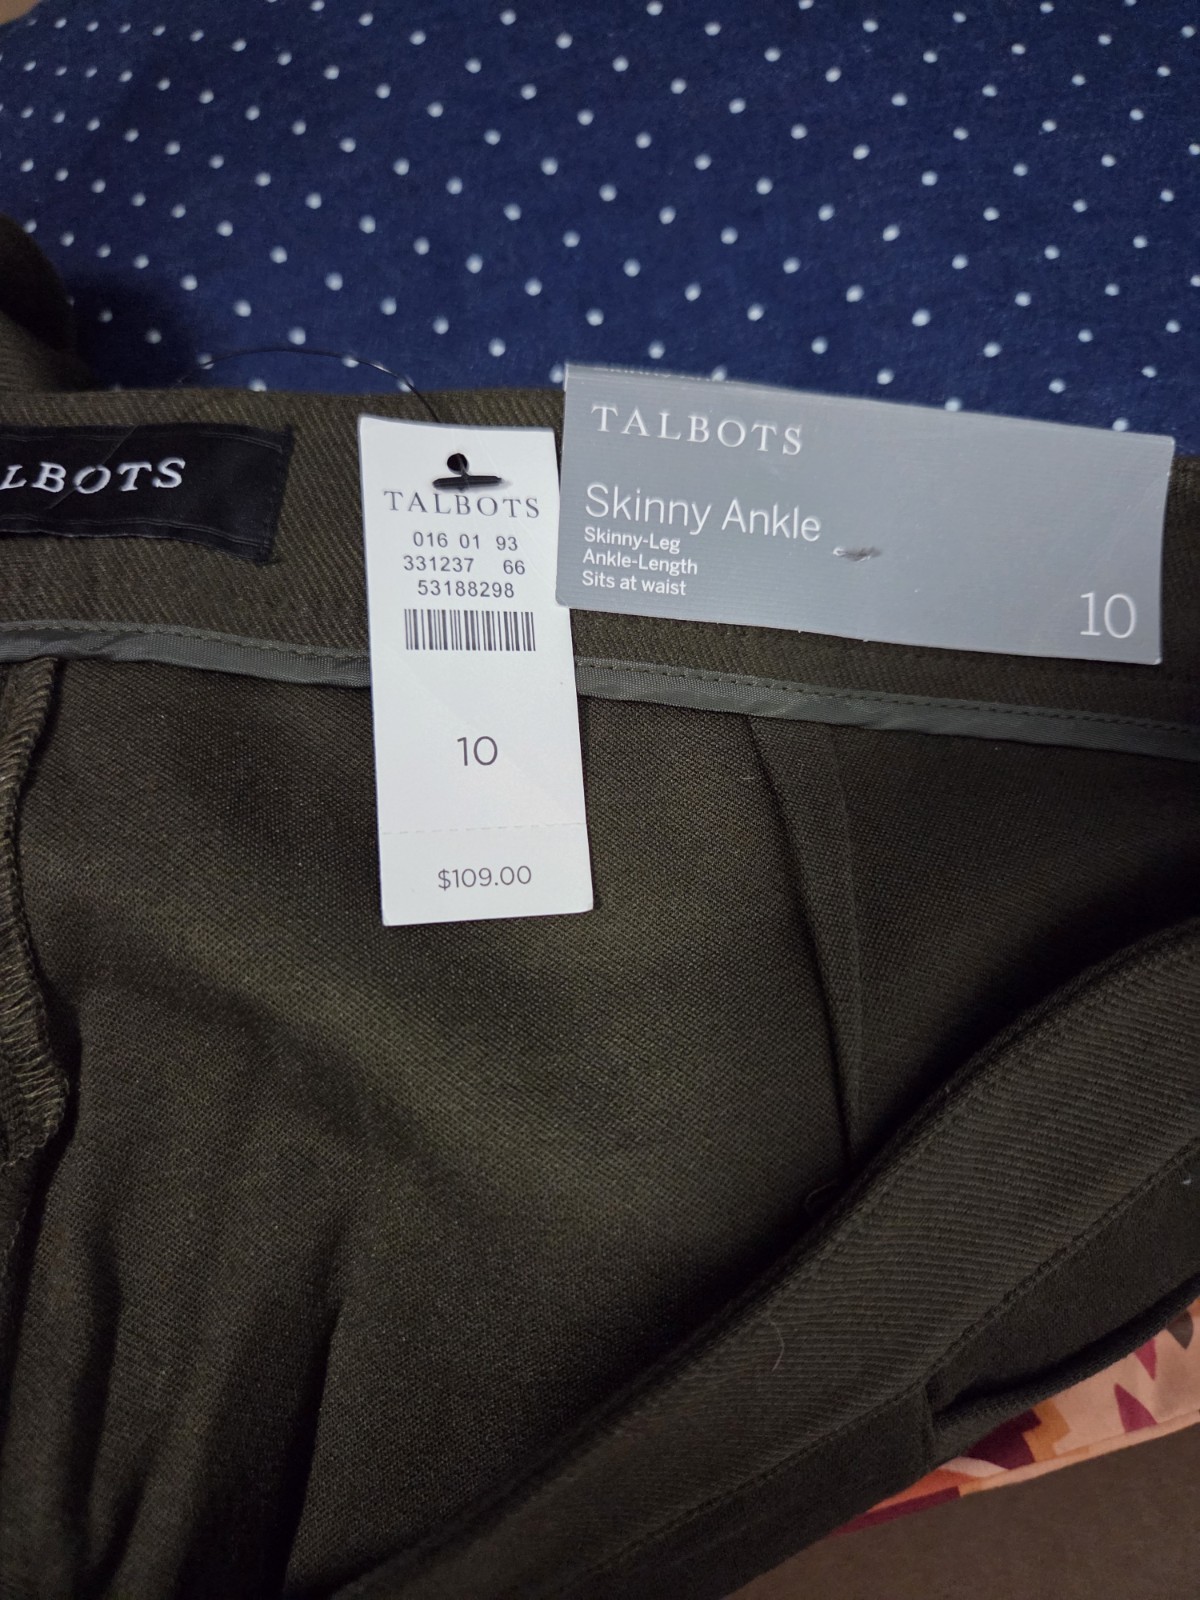 LBOTS
TALBOTS
016 01 93
331237 66
53188298
10
$109.00
TALBOTS
Skinny Ankle
Skinny-Leg
Ankle-Length
Sits at waist
10